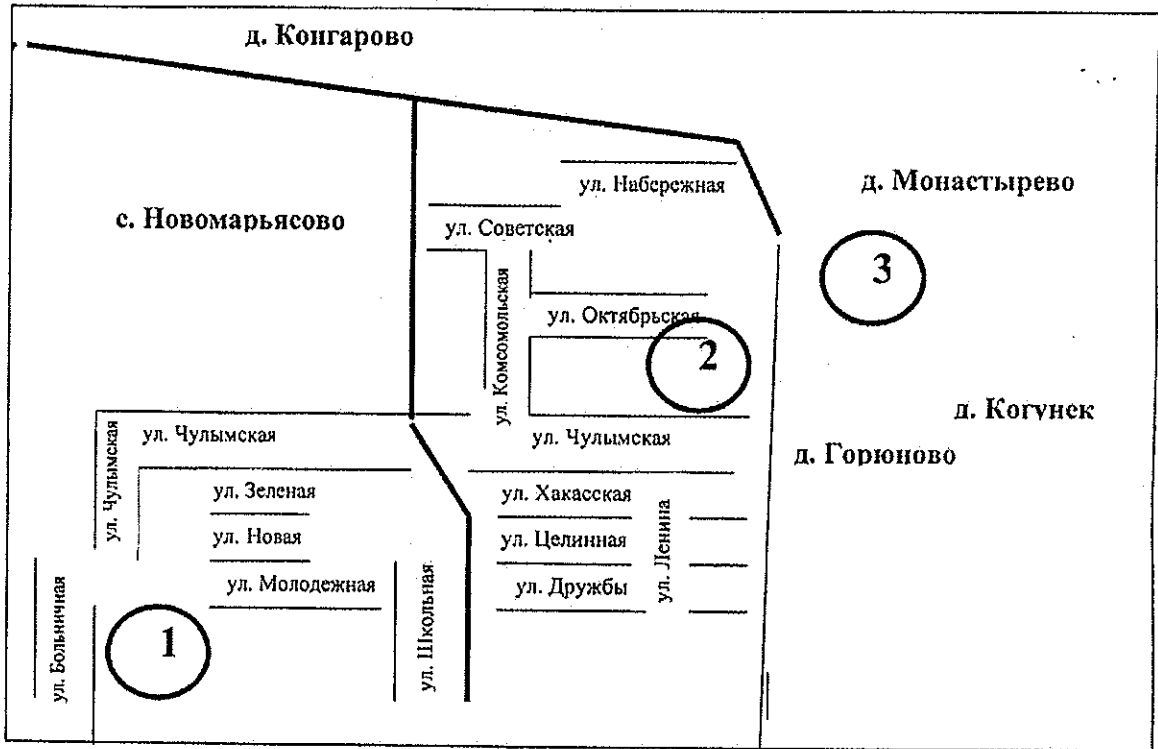 д. Конгарово
ул. Набережная
д. Монастырево
с. Новомарьясово
ул. Советская
3
ул. Комсомольская
ул. Октябрьская
2
д. Когунек
ул. Чулымская
ул. Чулымская
ул. Чулымская
д. Горюново
ул. Зеленая
ул. Хакасская
ул. Ленина
ул. Новая
ул. Целинная
ул. Молодежная
ул. Дружбы
ул. Больничная
1
ул. Школьная